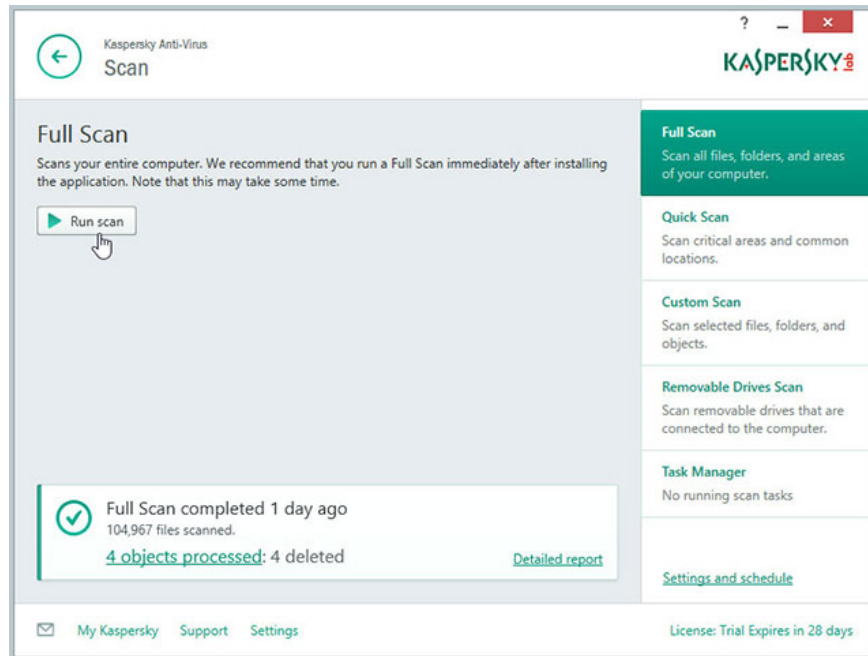 Kaspersky Anti-Virus
Scan
?
KASPERSKY lab
Full Scan
Scans your entire computer. We recommend that you run a Full Scan immediately after installing
the application. Note that this may take some time.
Run scan
Full Scan completed 1 day ago
104,967 files scanned.
4 objects processed: 4 deleted
Detailed report
Full Scan
Scan all files, folders, and areas
of your computer.
Quick Scan
Scan critical areas and common
locations.
Custom Scan
Scan selected files, folders, and
objects.
Removable Drives Scan
Scan removable drives that are
connected to the computer.
Task Manager
No running scan tasks
Settings and schedule
My Kaspersky Support Settings
License: Trial Expires in 28 days